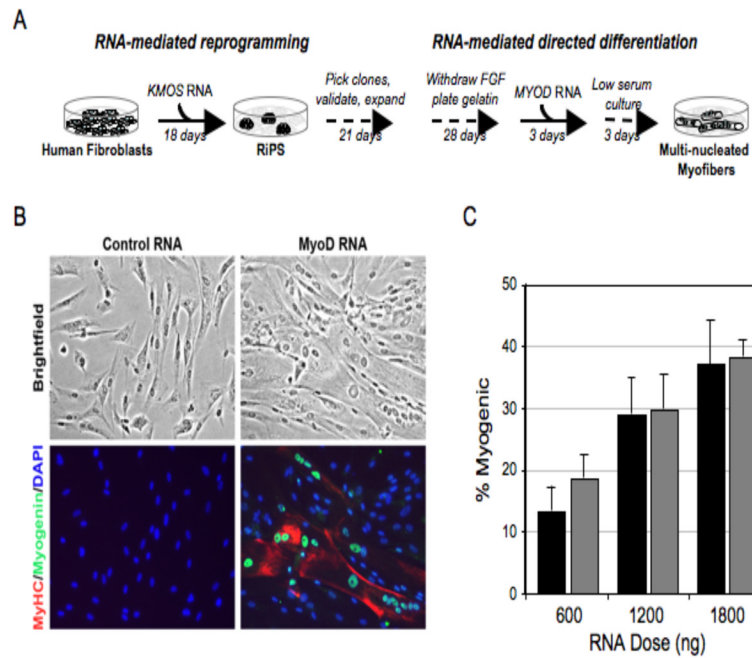 A
RNA-mediated reprogramming
RNA-mediated directed differentiation
KMOS RNA
18 days
Pick clones,
validate, expand
21 days
Withdraw FGF
plate gelatin
28 days
MYOD RNA
3 days
Low serum
culture
3 days
Human Fibroblasts
RiPS
Multi-nucleated
Myofibers
B
Control RNA
MyoD RNA
Brightfield
MyHC/Myogenin/DAPI
C
% Myogenic
50
40
30
20
10
0
600
1200
1800
RNA Dose (ng)